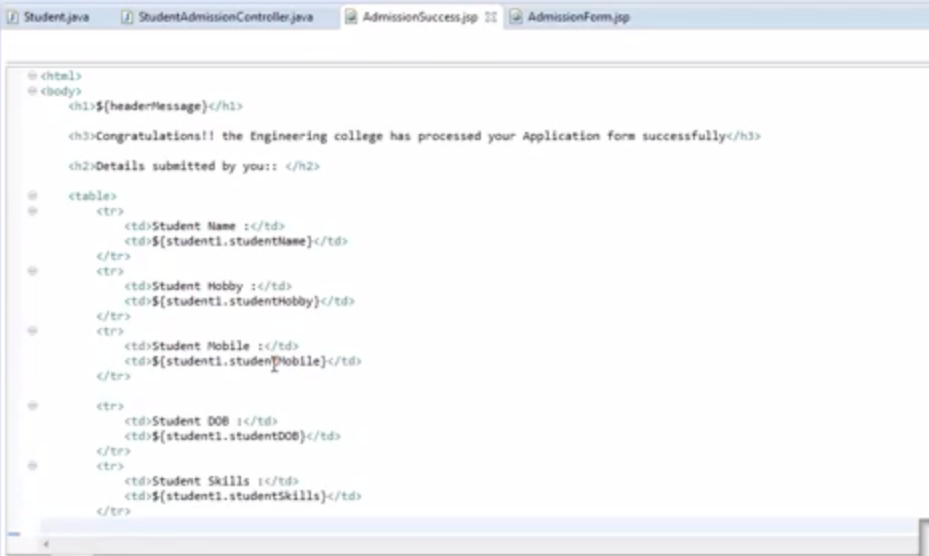 Student.java StudentAdmissionController.java AdmissionSuccess.jsp AdmissionForm.jsp
<html>
<body>
<h1>${headerMessage}</h1>
<h3>Congratulations!! the Engineering college has processed your Application form successfully</h3>
<h2>Details submitted by you:: </h2>
<table>
<tr>
<td>Student Name :</td>
<td>${student1.studentName}</td>
</tr>
<tr>
<td>Student Hobby :</td>
<td>${student1.studentHobby}</td>
</tr>
<tr>
<td>Student Mobile :</td>
<td>${student1.studentMobile}</td>
</tr>
<tr>
<td>Student DOB :</td>
<td>${student1.studentDOB}</td>
</tr>
<tr>
<td>Student Skills :</td>
<td>${student1.studentSkills}</td>
</tr>